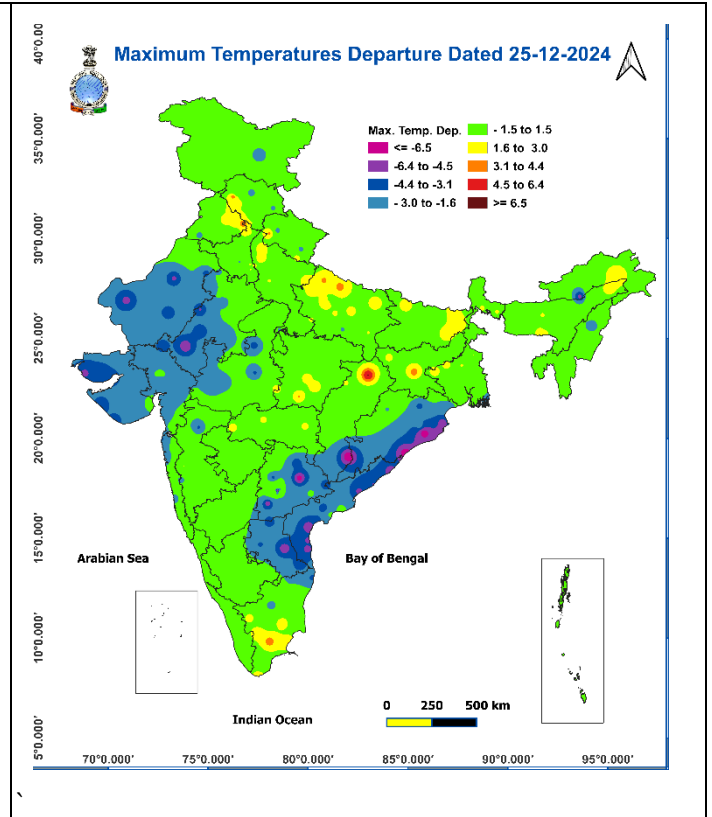 Maximum Temperatures Departure Dated 25-12-2024
Max. Temp. Dep.
<= -6.5
-6.4 to -4.5
-4.4 to -3.1
- 3.0 to -1.6
- 1.5 to 1.5
1.6 to 3.0
3.1 to 4.4
4.5 to 6.4
>= 6.5
40°0.00
35°0.000'
30°0.000'
25°0.000'
20°0.000'
15°0.000'
10°0.000'
5°0.000'
Arabian Sea
Bay of Bengal
Indian Ocean
0 250 500 km
70°0.000' 75°0.000' 80°0.000' 85°0.000' 90°0.000' 95°0.000'
`